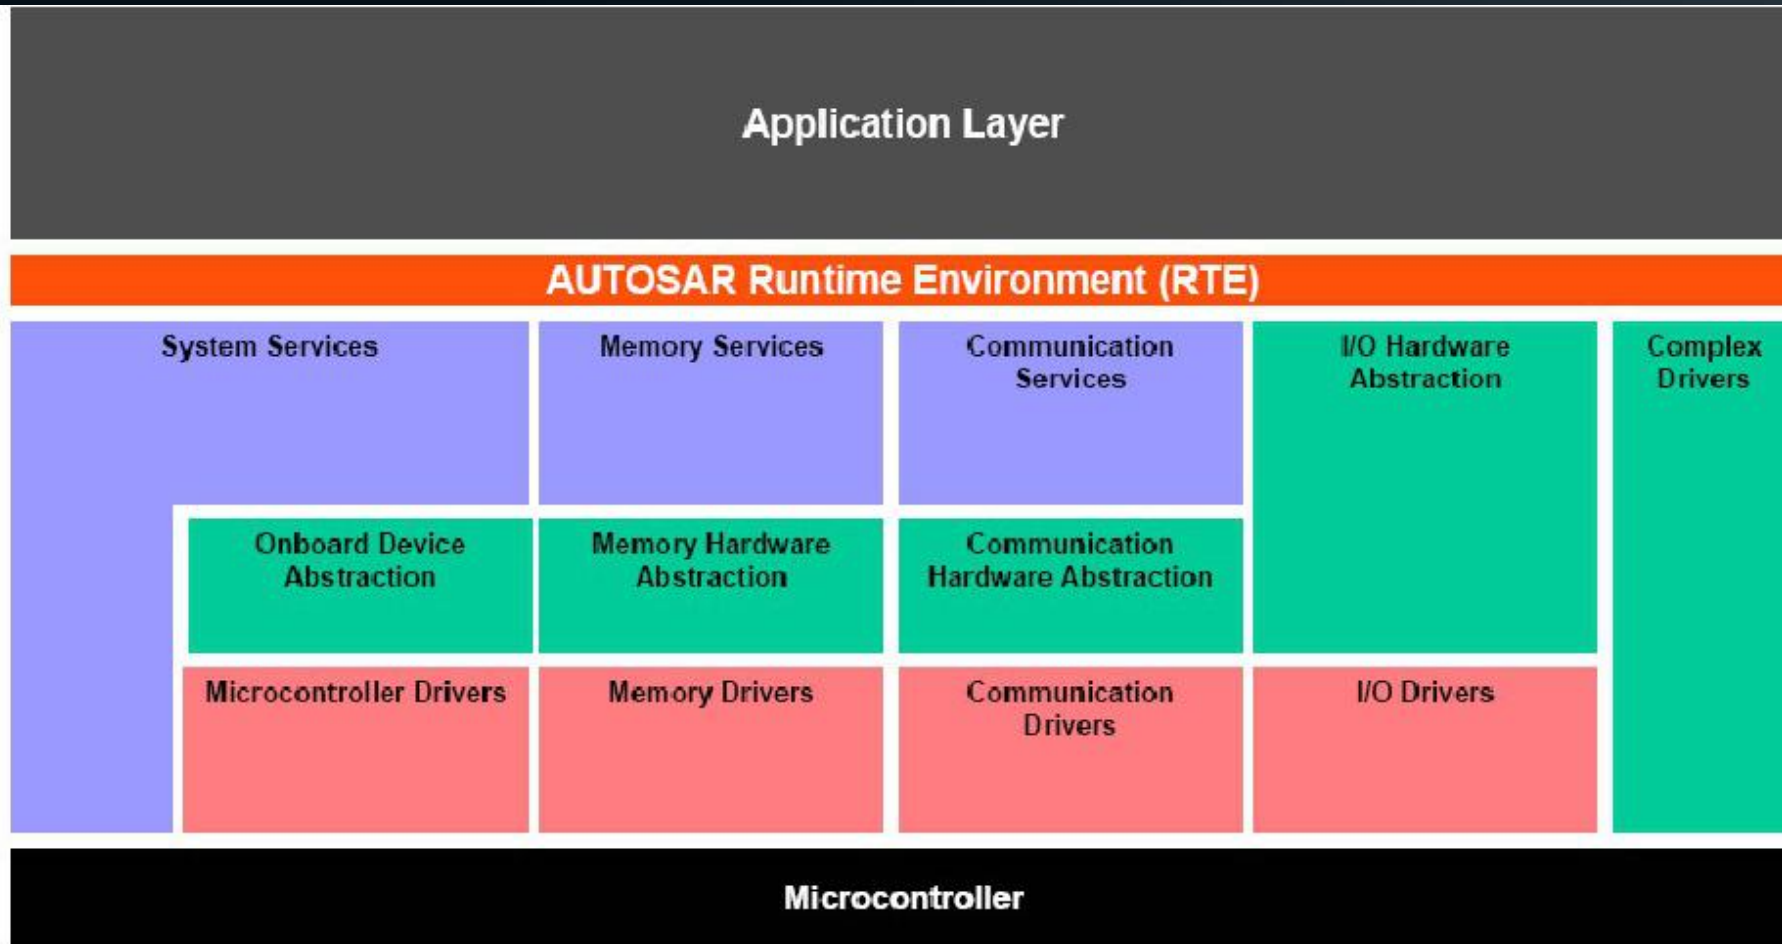 Application Layer
AUTOSAR Runtime Environment (RTE)
System Services
Memory Services
Communication
Services
I/O Hardware
Abstraction
Complex
Drivers
Onboard Device
Abstraction
Memory Hardware
Abstraction
Communication
Hardware Abstraction
Microcontroller Drivers
Memory Drivers
Communication
Drivers
I/O Drivers
Microcontroller